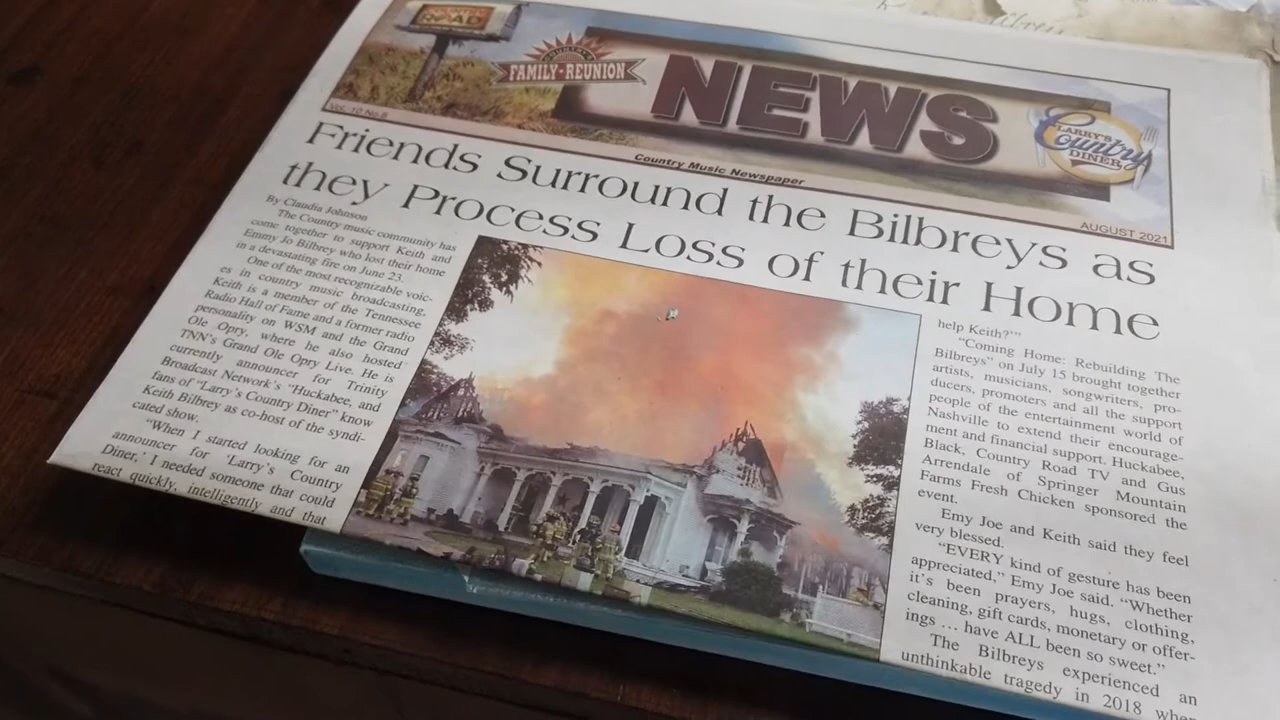 COUNTRY
ROAD
COUNTRY'S
FAMILY-REUNION
NEWS
LARRY'S
Country
DINER
Vol. 10 No.8
Country Music Newspaper
AUGUST 2021
Friends Surround the Bilbreys as
they Process Loss of their Home
By Claudia Johnson
The Country music community has
come together to support Keith and
Emmy Jo Bilbrey who lost their home
in a devastating fire on June 23.
One of the most recognizable voic-
es in country music broadcasting,
Keith is a member of the Tennessee
Radio Hall of Fame and a former radio
personality on WSM and the Grand
Ole Opry, where he also hosted
TNN's Grand Ole Opry Live. He is
currently announcer for Trinity
Broadcast Network's "Huckabee, and
fans of "Larry's Country Diner" know
Keith Bilbrey as co-host of the syndi-
cated show.
"When I started looking for an
announcer for 'Larry's Country
Diner,' I needed someone that could
react quickly, intelligently and that
help Keith?'"
"Coming Home: Rebuilding The
Bilbreys" on July 15 brought together
artists, musicians, songwriters, pro-
ducers, promoters and all the support
people of the entertainment world of
Nashville to extend their encourage-
ment and financial support. Huckabee,
Black, Country Road TV and Gus
Arrendale of Springer Mountain
Farms Fresh Chicken sponsored the
event.
Emy Joe and Keith said they feel
very blessed.
"EVERY kind of gesture has been
appreciated," Emy Joe said. "Whether
it's been prayers, hugs, clothing,
cleaning, gift cards, monetary or offer-
ings ... have ALL been so sweet."
The Bilbreys experienced an
unthinkable tragedy in 2018 when